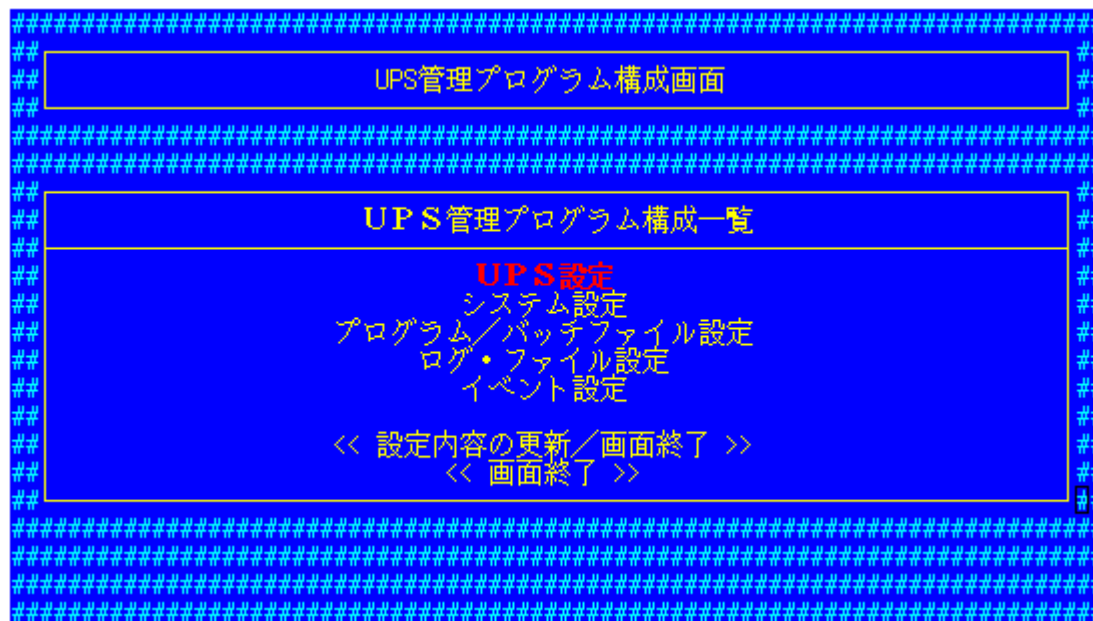 UPS管理プログラム構成画面
UPS管理プログラム構成一覧
UPS設定
システム設定
プログラム/バッチファイル設定
ログ・ファイル設定
イベント設定
<< 設定内容の更新/画面終了 >>
<< 画面終了 >>